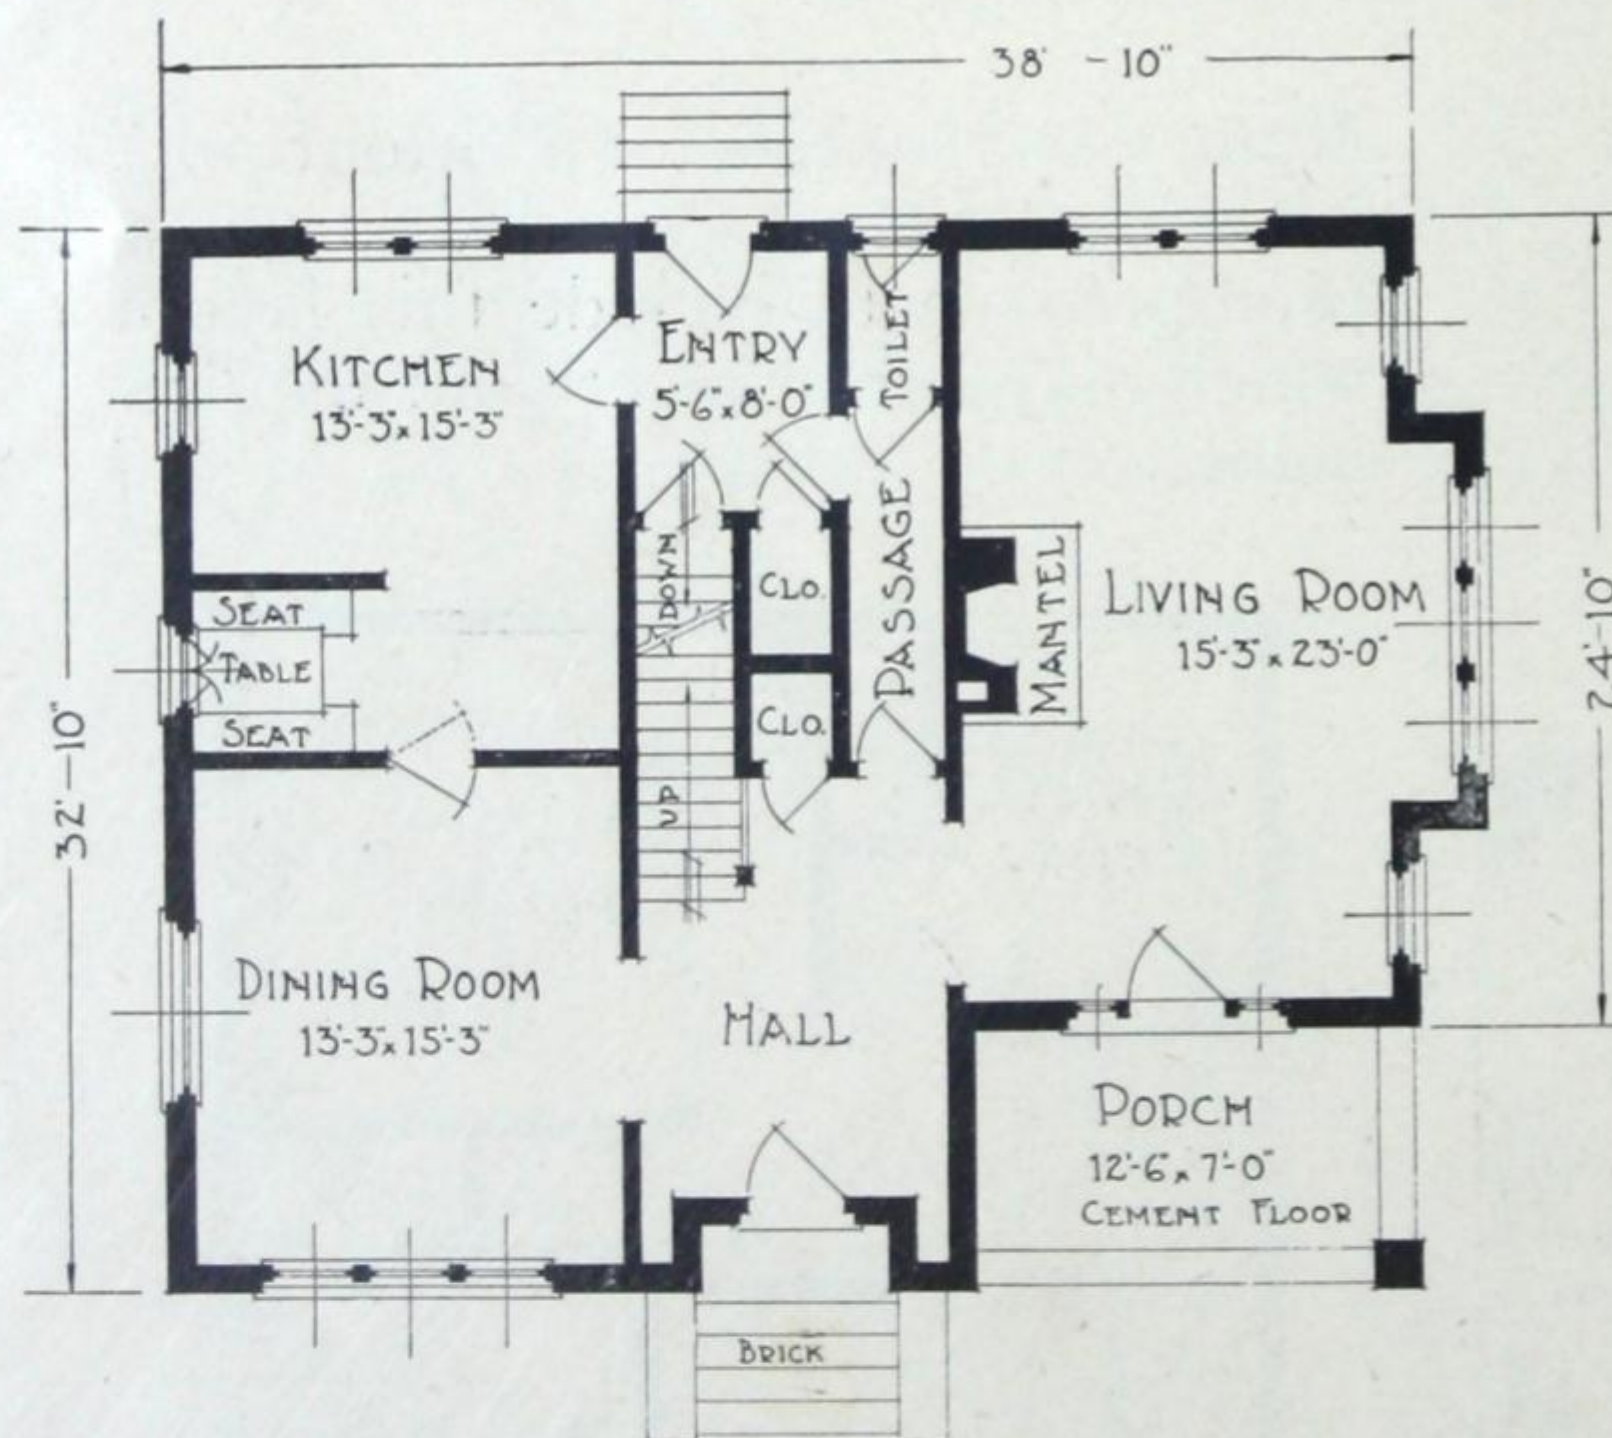 38' - 10"
KITCHEN
13'-3" x 15'-3"
ENTRY
5'-6" x 8'-0"
TOILET
PASSAGE
DOWN
CLO.
CLO.
UP
SEAT
TABLE
SEAT
MANTEL
LIVING ROOM
15'-3" x 23'-0"
24'-10"
32'-10"
DINING ROOM
13'-3" x 15'-3"
HALL
PORCH
12'-6" x 7'-0"
CEMENT FLOOR
BRICK